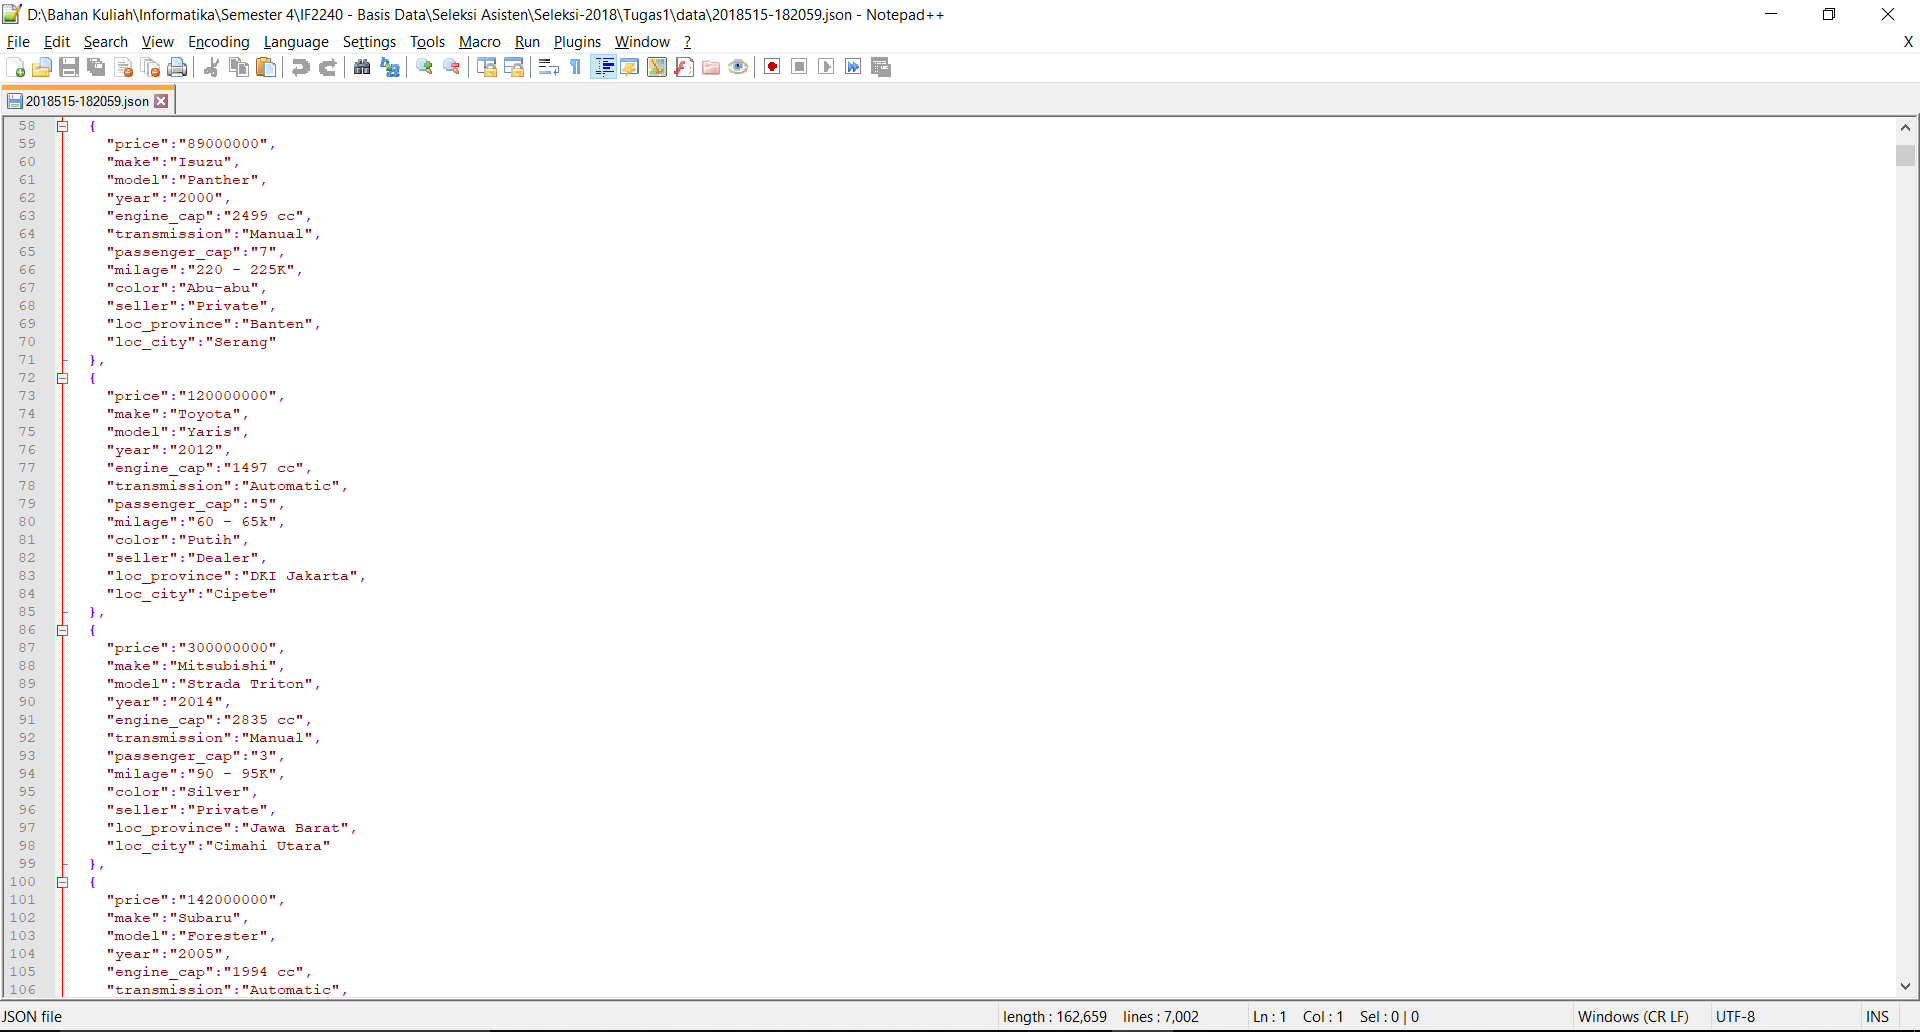 D:\Bahan Kuliah\Informatika\Semester 4\IF2240 - Basis Data\Seleksi Asisten\Seleksi-2018\Tugas1\data\2018515-182059.json - Notepad++
File Edit Search View Encoding Language Settings Tools Macro Run Plugins Window ? X
2018515-182059.json
58 {
59 "price":"89000000",
60 "make":"Isuzu",
61 "model":"Panther",
62 "year":"2000",
63 "engine_cap":"2499 cc",
64 "transmission":"Manual",
65 "passenger_cap":"7",
66 "milage":"220 - 225K",
67 "color":"Abu-abu",
68 "seller":"Private",
69 "loc_province":"Banten",
70 "loc_city":"Serang"
71 },
72 {
73 "price":"120000000",
74 "make":"Toyota",
75 "model":"Yaris",
76 "year":"2012",
77 "engine_cap":"1497 cc",
78 "transmission":"Automatic",
79 "passenger_cap":"5",
80 "milage":"60 - 65k",
81 "color":"Putih",
82 "seller":"Dealer",
83 "loc_province":"DKI Jakarta",
84 "loc_city":"Cipete"
85 },
86 {
87 "price":"300000000",
88 "make":"Mitsubishi",
89 "model":"Strada Triton",
90 "year":"2014",
91 "engine_cap":"2835 cc",
92 "transmission":"Manual",
93 "passenger_cap":"3",
94 "milage":"90 - 95K",
95 "color":"Silver",
96 "seller":"Private",
97 "loc_province":"Jawa Barat",
98 "loc_city":"Cimahi Utara"
99 },
100 {
101 "price":"142000000",
102 "make":"Subaru",
103 "model":"Forester",
104 "year":"2005",
105 "engine_cap":"1994 cc",
106 "transmission":"Automatic",
JSON file length : 162,659 lines : 7,002 Ln : 1 Col : 1 Sel : 0 | 0 Windows (CR LF) UTF-8 INS